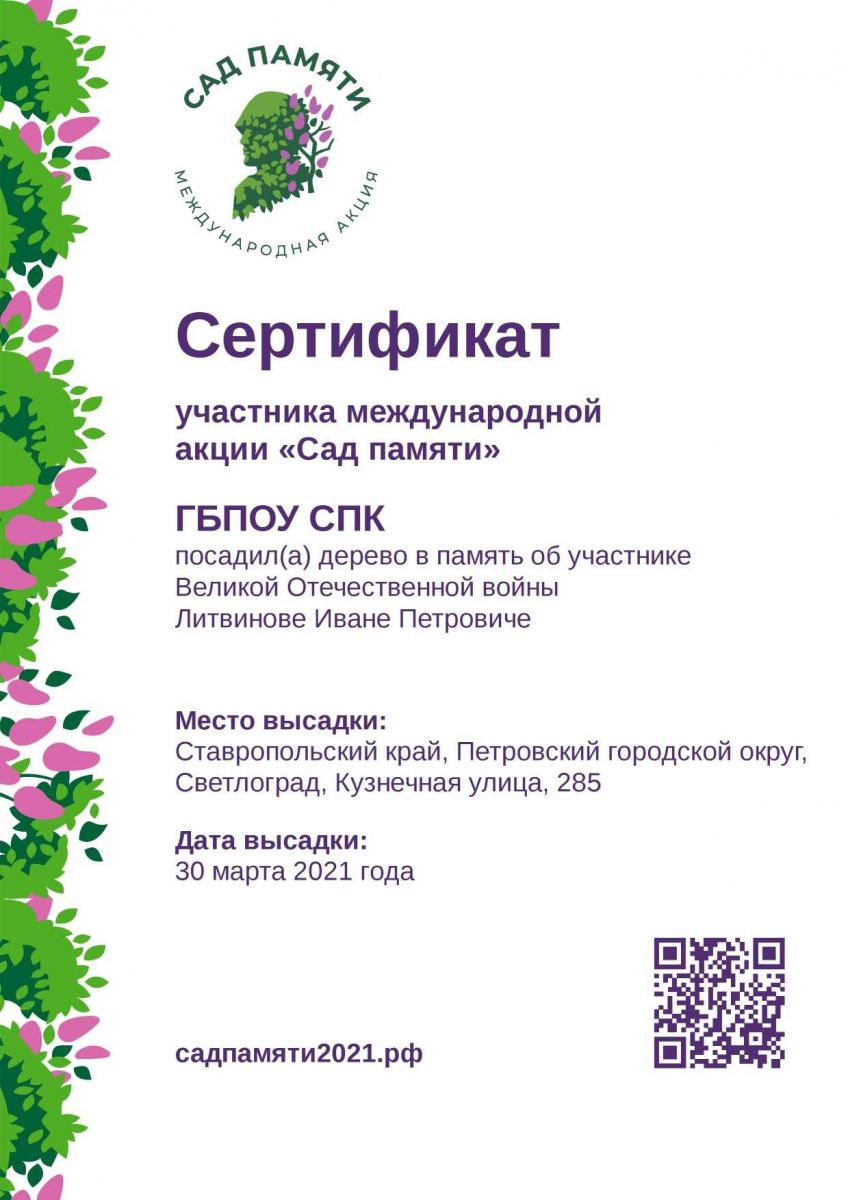 САД ПАМЯТИ
МЕЖДУНАРОДНАЯ АКЦИЯ
Сертификат
участника международной
акции «Сад памяти»
ГБПОУ СПК
посадил(а) дерево в память об участнике
Великой Отечественной войны
Литвинове Иване Петровиче
Место высадки:
Ставропольский край, Петровский городской округ,
Светлоград, Кузнечная улица, 285
Дата высадки:
30 марта 2021 года
садпамяти2021.рф